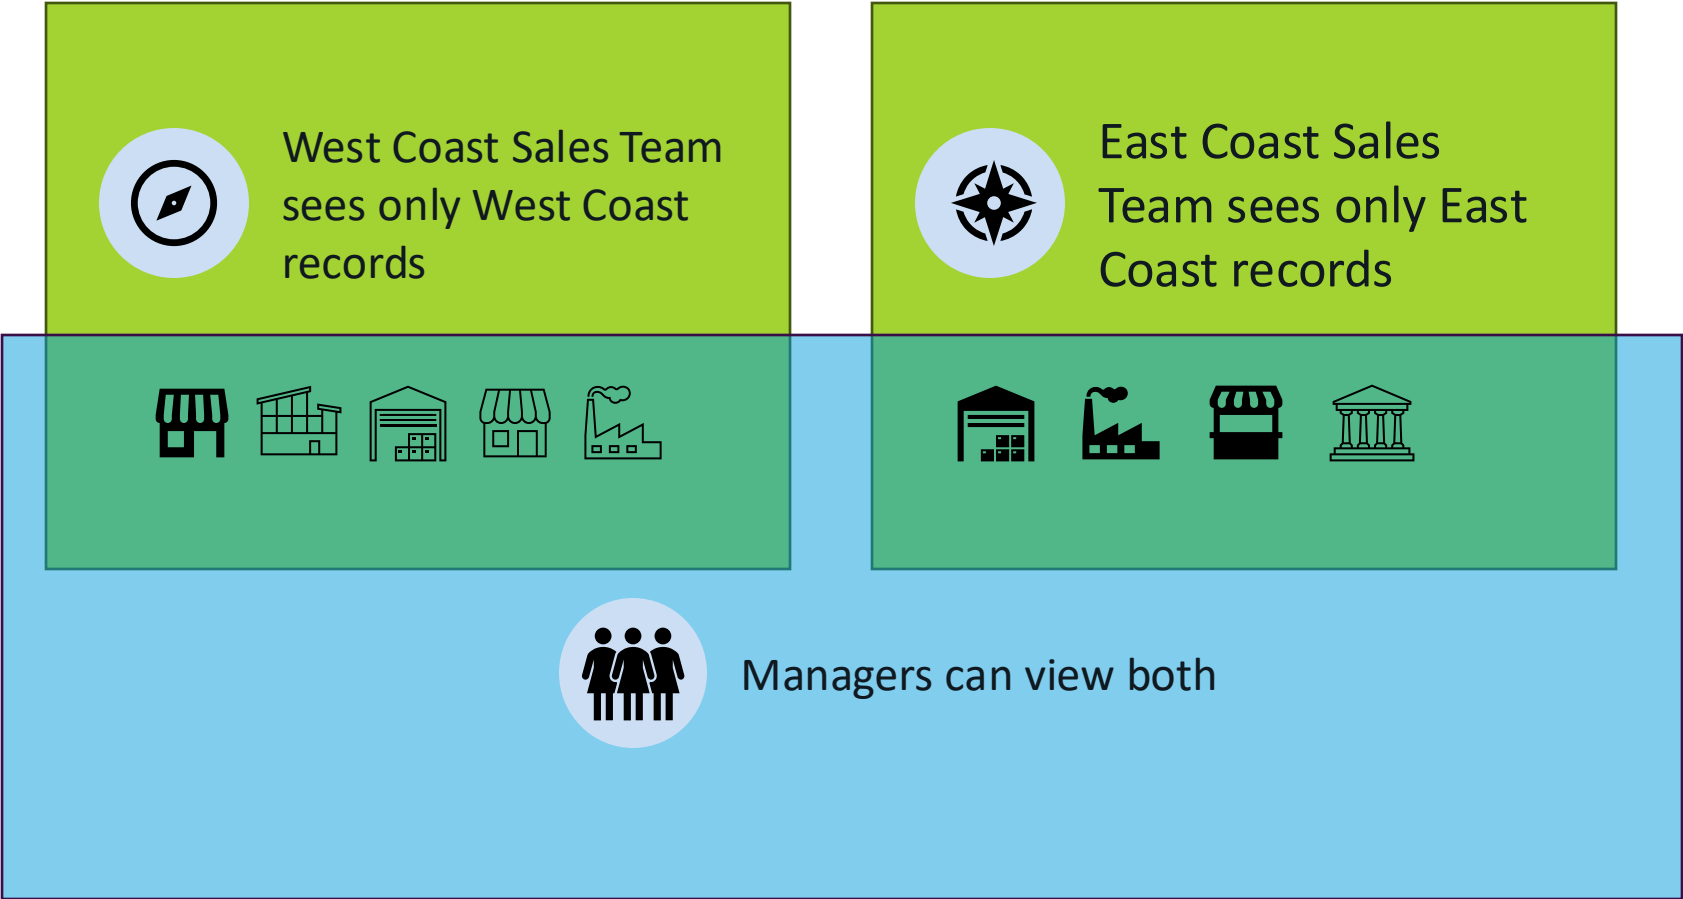 West Coast Sales Team
sees only West Coast
records
East Coast Sales
Team sees only East
Coast records
Managers can view both